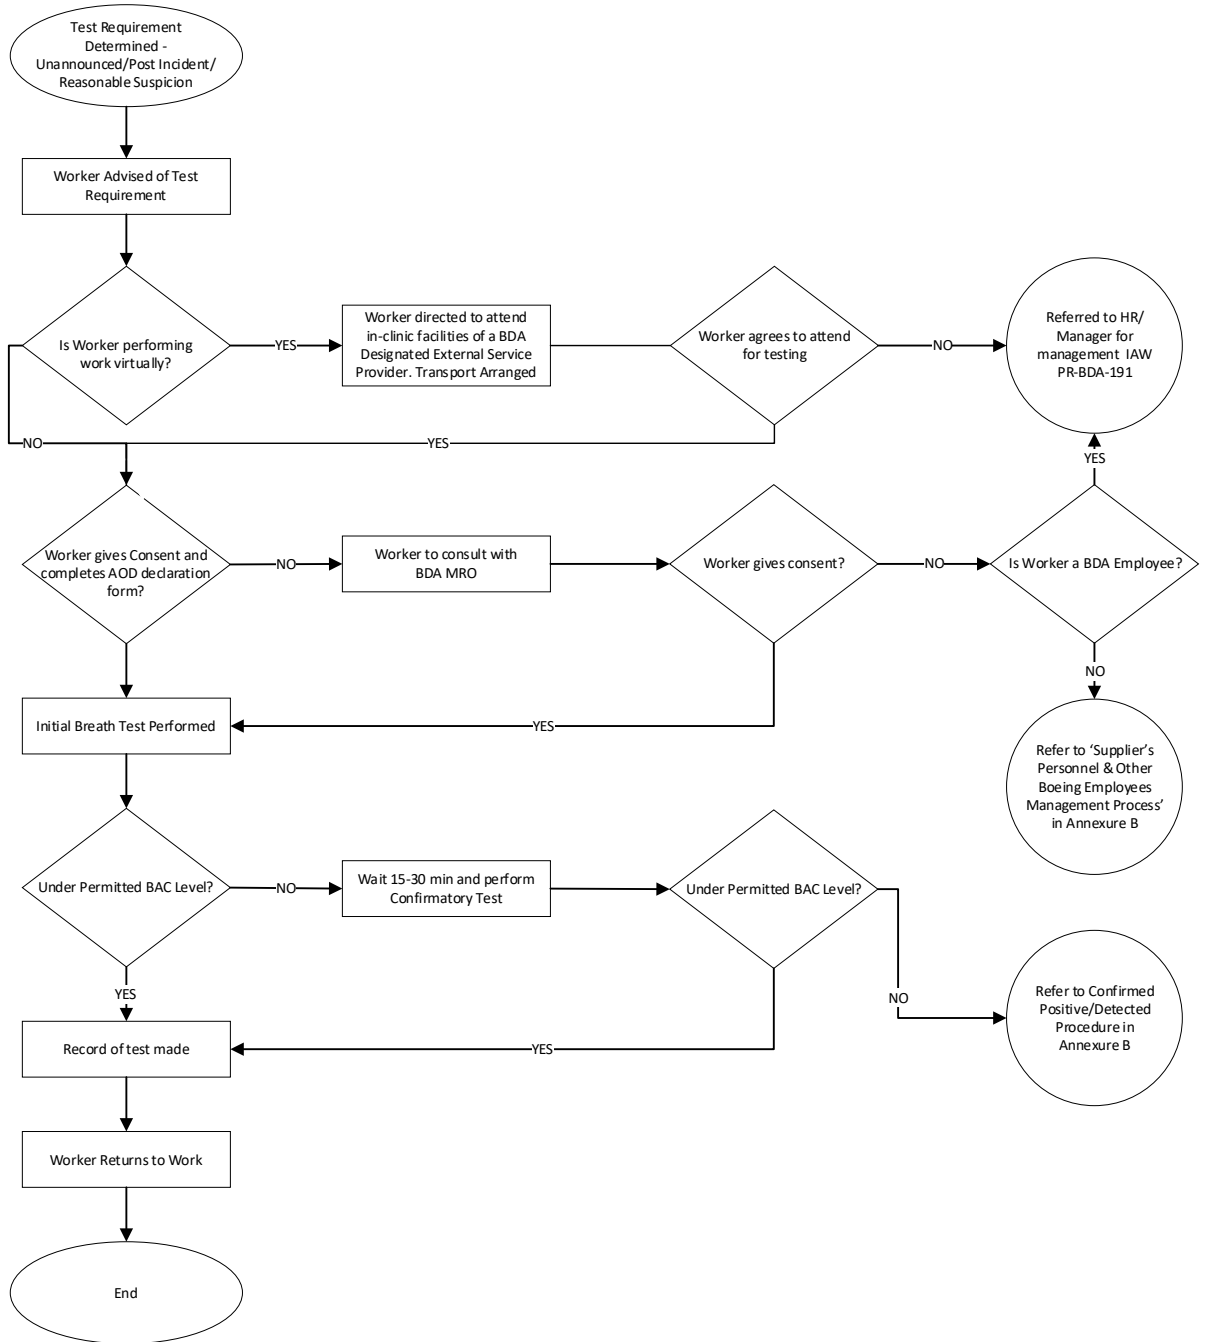 Test Requirement
Determined -
Unannounced/Post Incident/
Reasonable Suspicion
Worker Advised of Test
Requirement
Is Worker performing
work virtually?
YES
Worker directed to attend
in-clinic facilities of a BDA
Designated External Service
Provider. Transport Arranged
Worker agrees to attend
for testing
NO
Referred to HR/
Manager for
management IAW
PR-BDA-191
NO
YES
YES
Worker gives Consent and
completes AOD declaration
form?
NO
Worker to consult with
BDA MRO
Worker gives consent?
NO
Is Worker a BDA Employee?
NO
Initial Breath Test Performed
YES
Refer to ‘Supplier’s
Personnel & Other
Boeing Employees
Management Process’
in Annexure B
Under Permitted BAC Level?
NO
Wait 15-30 min and perform
Confirmatory Test
Under Permitted BAC Level?
YES
NO
Refer to Confirmed
Positive/Detected
Procedure in
Annexure B
Record of test made
YES
Worker Returns to Work
End